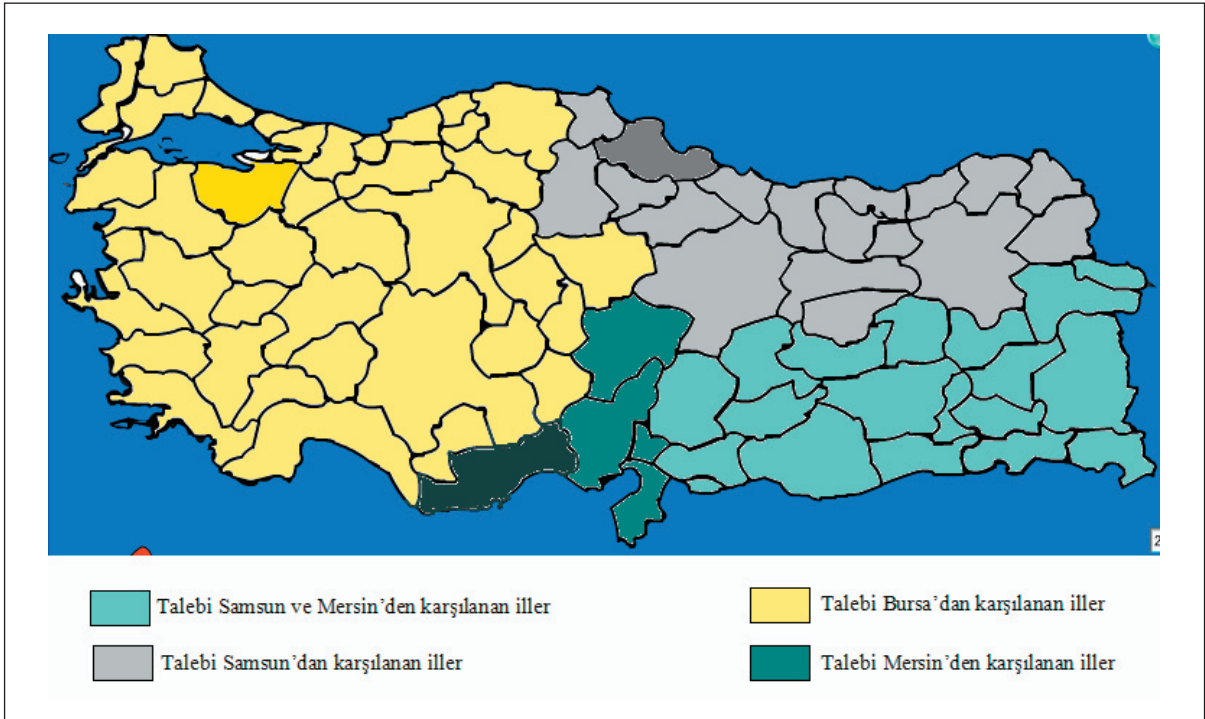 2
Talebi Samsun ve Mersin’den karşılanan iller
Talebi Bursa’dan karşılanan iller
Talebi Samsun’dan karşılanan iller
Talebi Mersin’den karşılanan iller